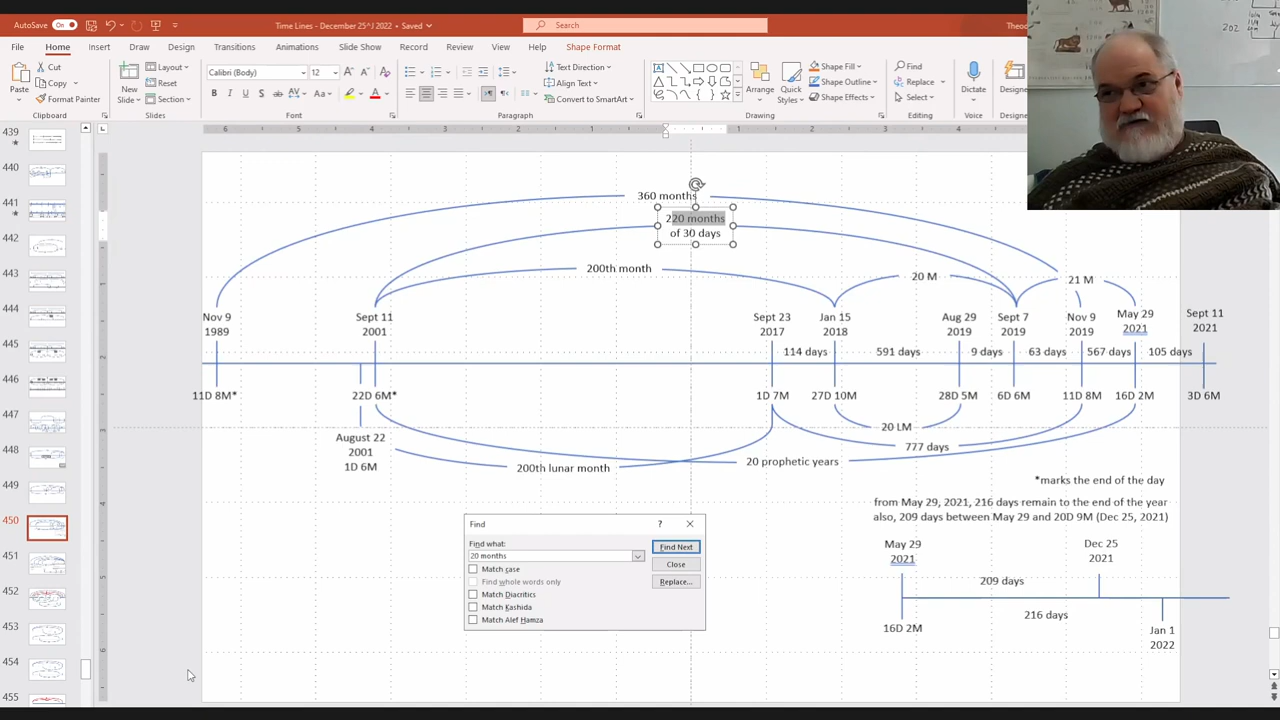 AutoSave
On
Time Lines - December 25^J 2022 • Saved
Search
Theod
File
Home
Insert
Draw
Design
Transitions
Animations
Slide Show
Record
Review
View
Help
Shape Format
Paste
Cut
Copy
Format Painter
Clipboard
New
Slide
Layout
Reset
Section
Slides
Calibri (Body)
12
Font
Text Direction
Align Text
Convert to SmartArt
Paragraph
Arrange
Quick
Styles
Shape Fill
Shape Outline
Shape Effects
Drawing
Find
Replace
Select
Editing
Dictate
Voice
Designe
Designe
202
439
440
443
444
445
446
447
448
449
450
451
452
453
454
455
360 months
220 months
of 30 days
200th month
20 M
21 M
Nov 9
1989
Sept 11
2001
Sept 23
2017
Jan 15
2018
Aug 29
2019
Sept 7
2019
Nov 9
2019
May 29
2021
Sept 11
2021
114 days
591 days
9 days
63 days
567 days
105 days
11D 8M*
22D 6M*
1D 7M
27D 10M
28D 5M
6D 6M
11D 8M
16D 2M
3D 6M
August 22
2001
1D 6M
20 LM
777 days
200th lunar month
20 prophetic years
*marks the end of the day
from May 29, 2021, 216 days remain to the end of the year
also, 209 days between May 29 and 20D 9M (Dec 25, 2021)
May 29
2021
Dec 25
2021
209 days
216 days
16D 2M
Jan 1
2022
Find
?
Find what:
20 months
Find Next
Close
Replace...
Match case
Find whole words only
Match Diacritics
Match Kashida
Match Alef Hamza